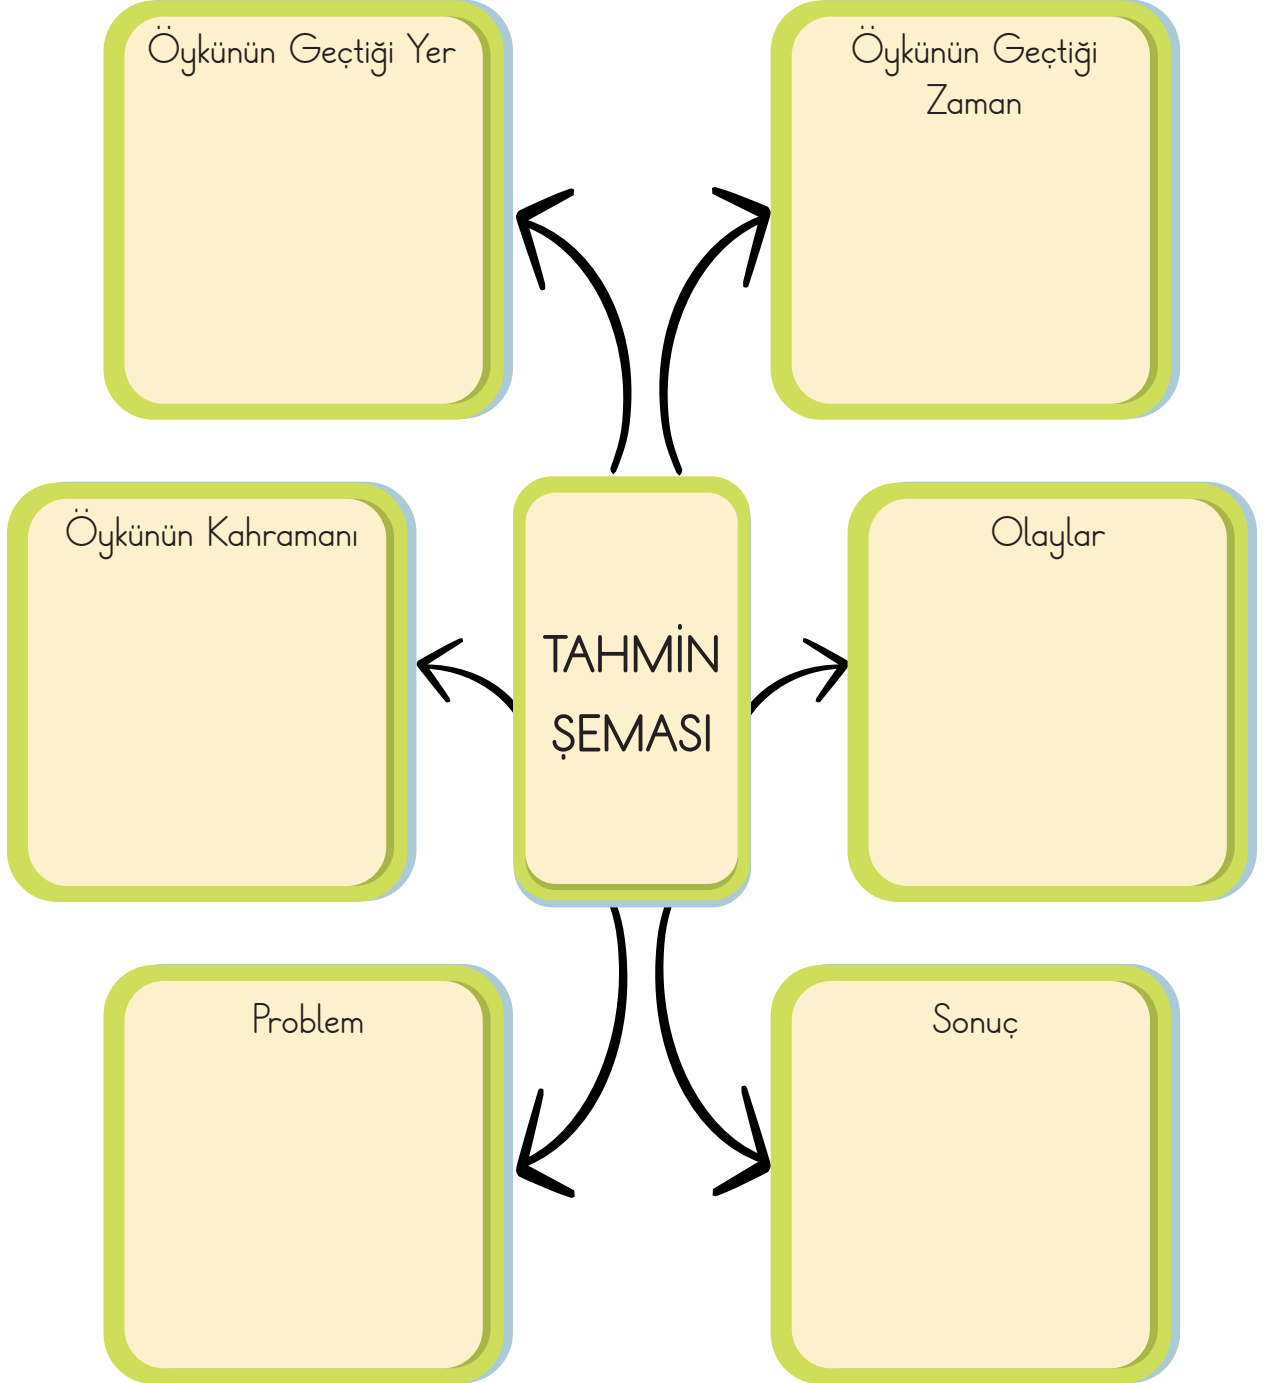 Öykünün Geçtiği Yer
Öykünün Geçtiği
Zaman
Öykünün Kahramanı
TAHMİN
ŞEMASI
Olaylar
Problem
Sonuç